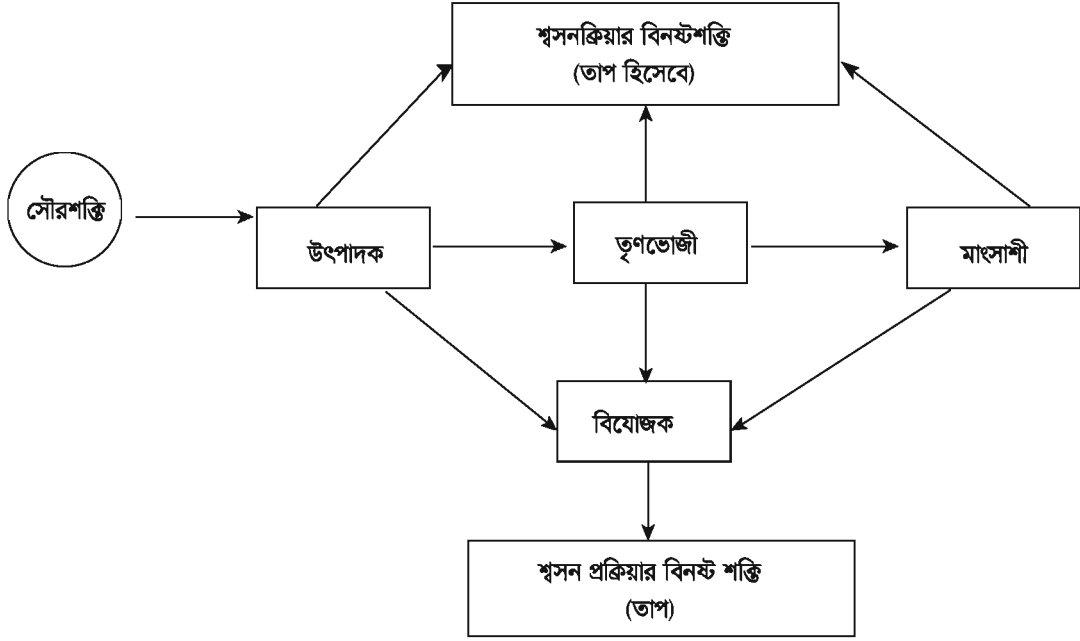 শ্বসনক্রিয়ার বিনষ্টশক্তি
(তাপ হিসেবে)
সৌরশক্তি
উৎপাদক
তৃণভোজী
মাংসাশী
বিযোজক
শ্বসন প্রক্রিয়ার বিনষ্ট শক্তি
(তাপ)